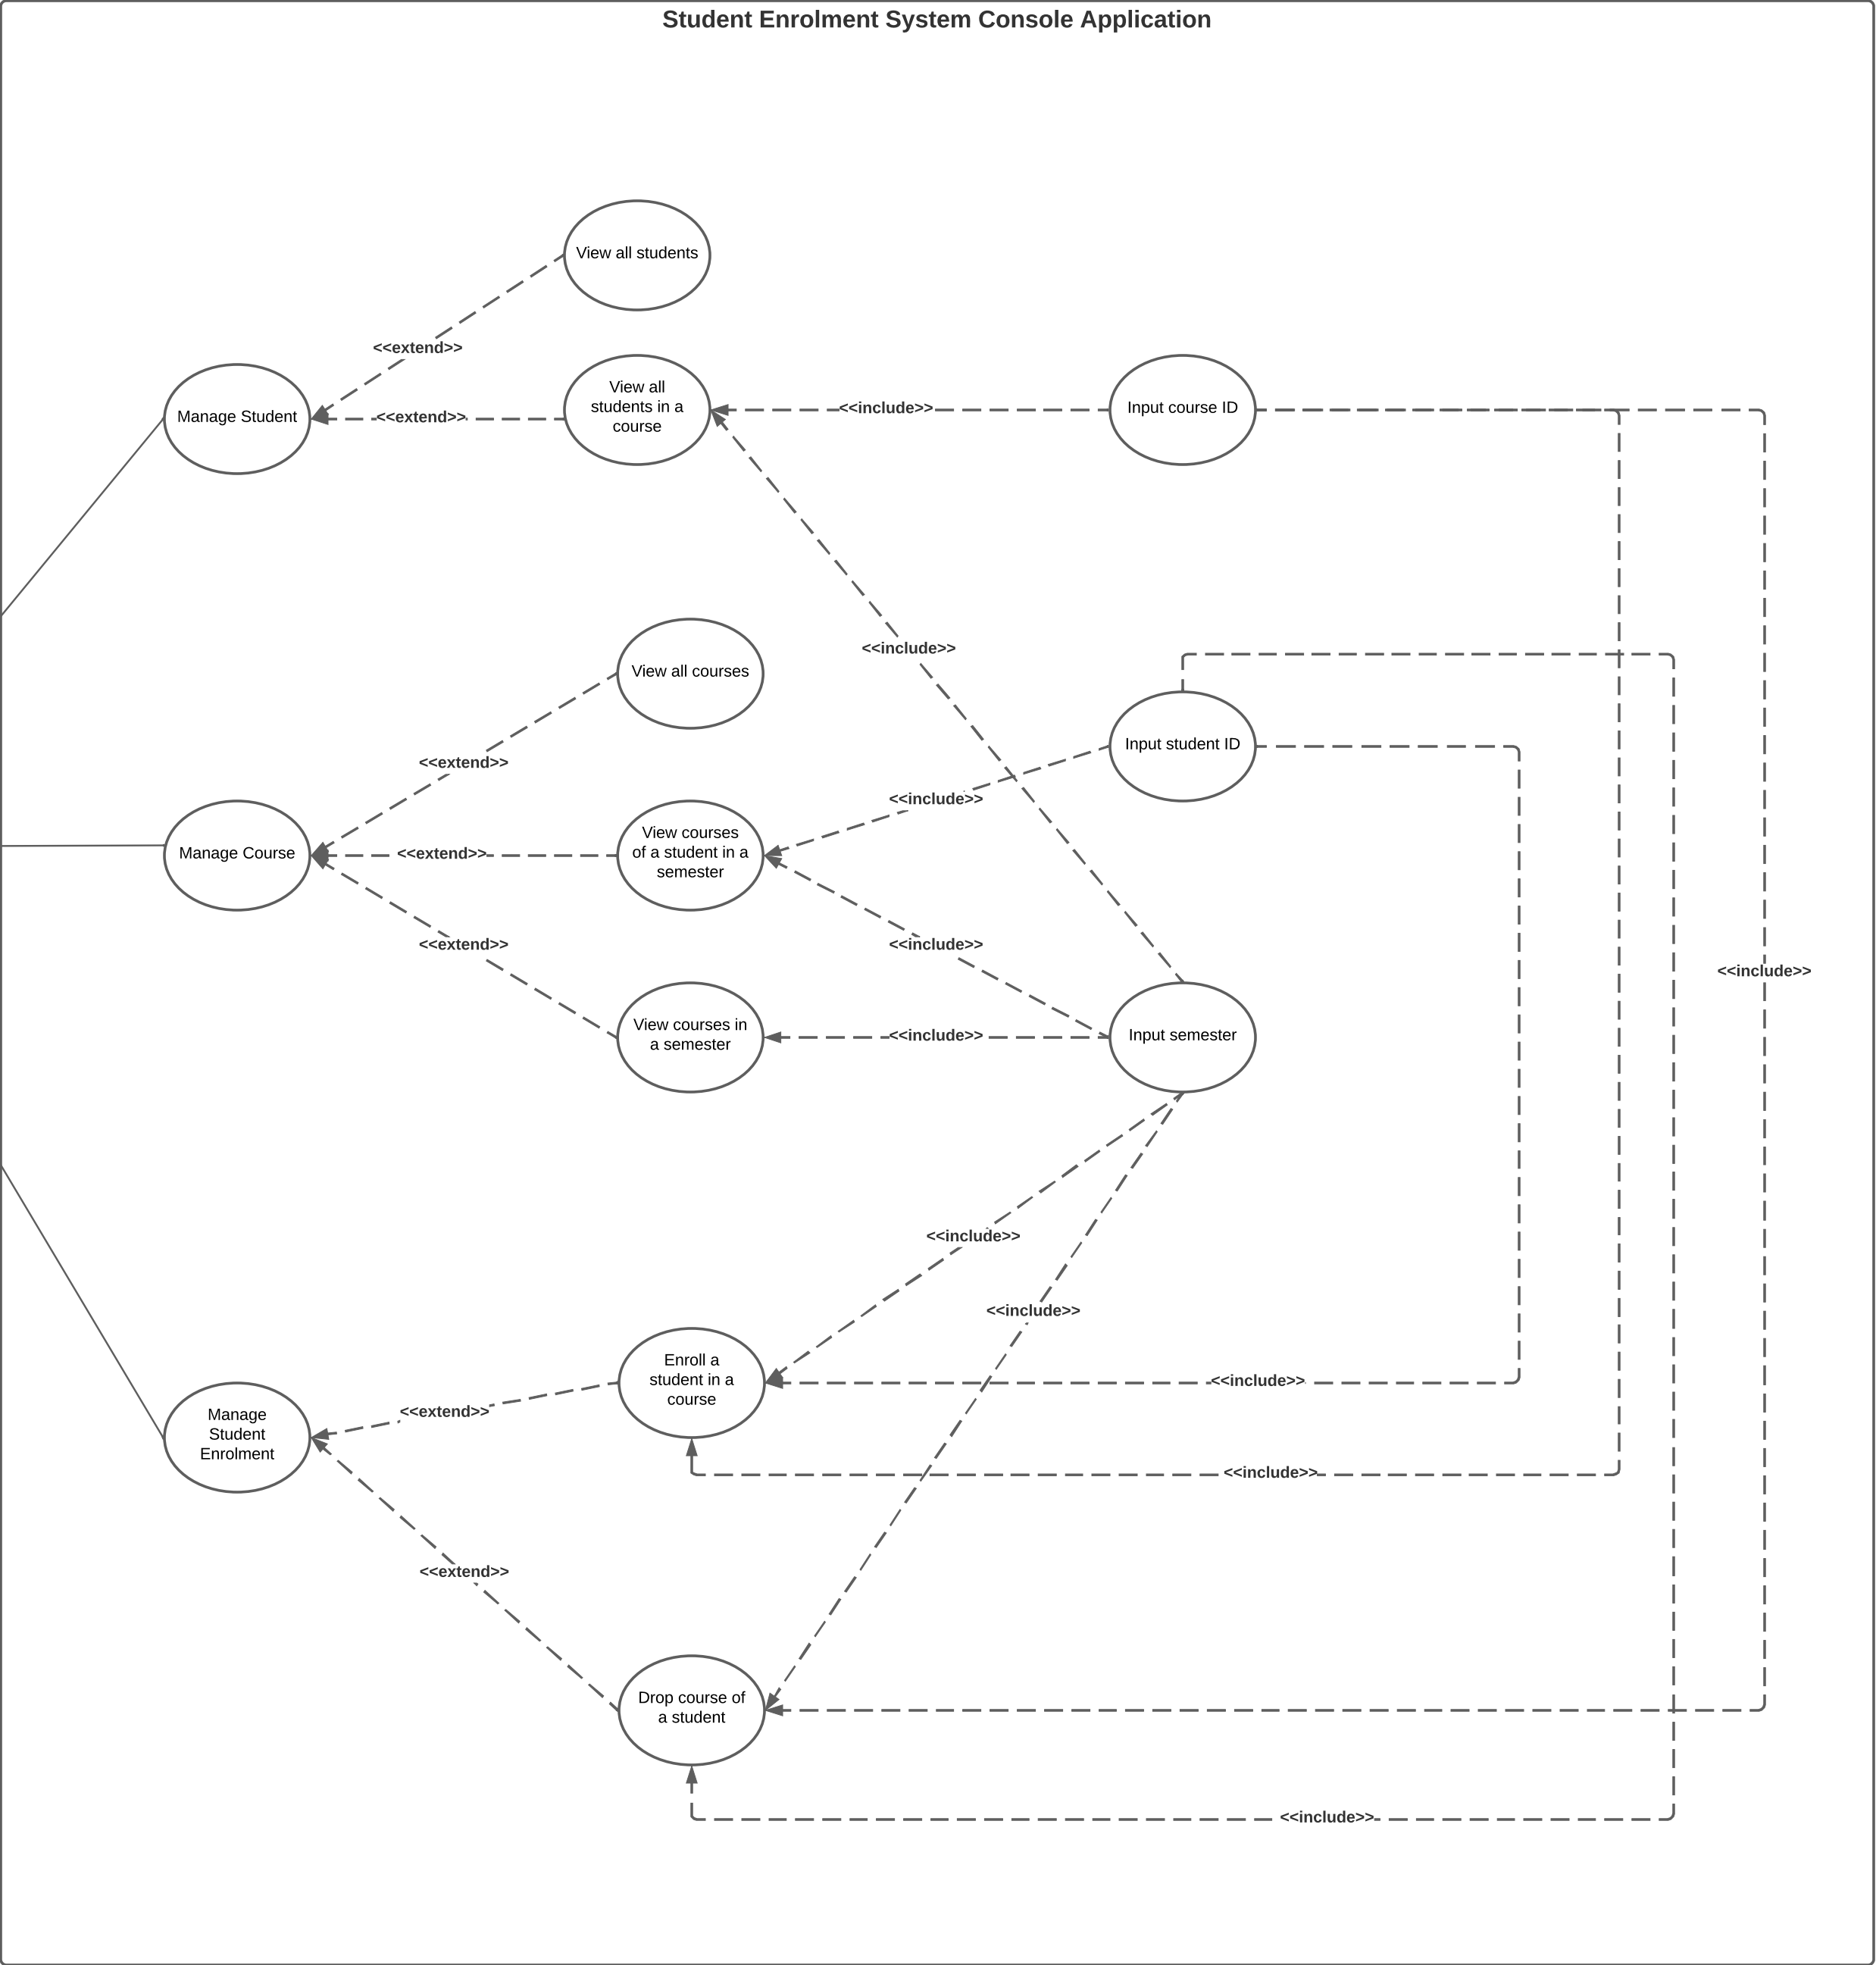 Student Enrolment System Console Application
View all students
<<extend>>
Manage Student
<<extend>>
View all
students in a
course
<<include>>
Input course ID
<<include>>
View all courses
Input student ID
<<extend>>
<<include>>
Manage Course
<<extend>>
View courses
of a student in a
semester
<<extend>>
<<include>>
<<include>>
View courses in
a semester
<<include>>
Input semester
<<include>>
<<include>>
Enroll a
student in a
course
<<include>>
<<extend>>
Manage
Student
Enrolment
<<include>>
<<extend>>
Drop course of
a student
<<include>>